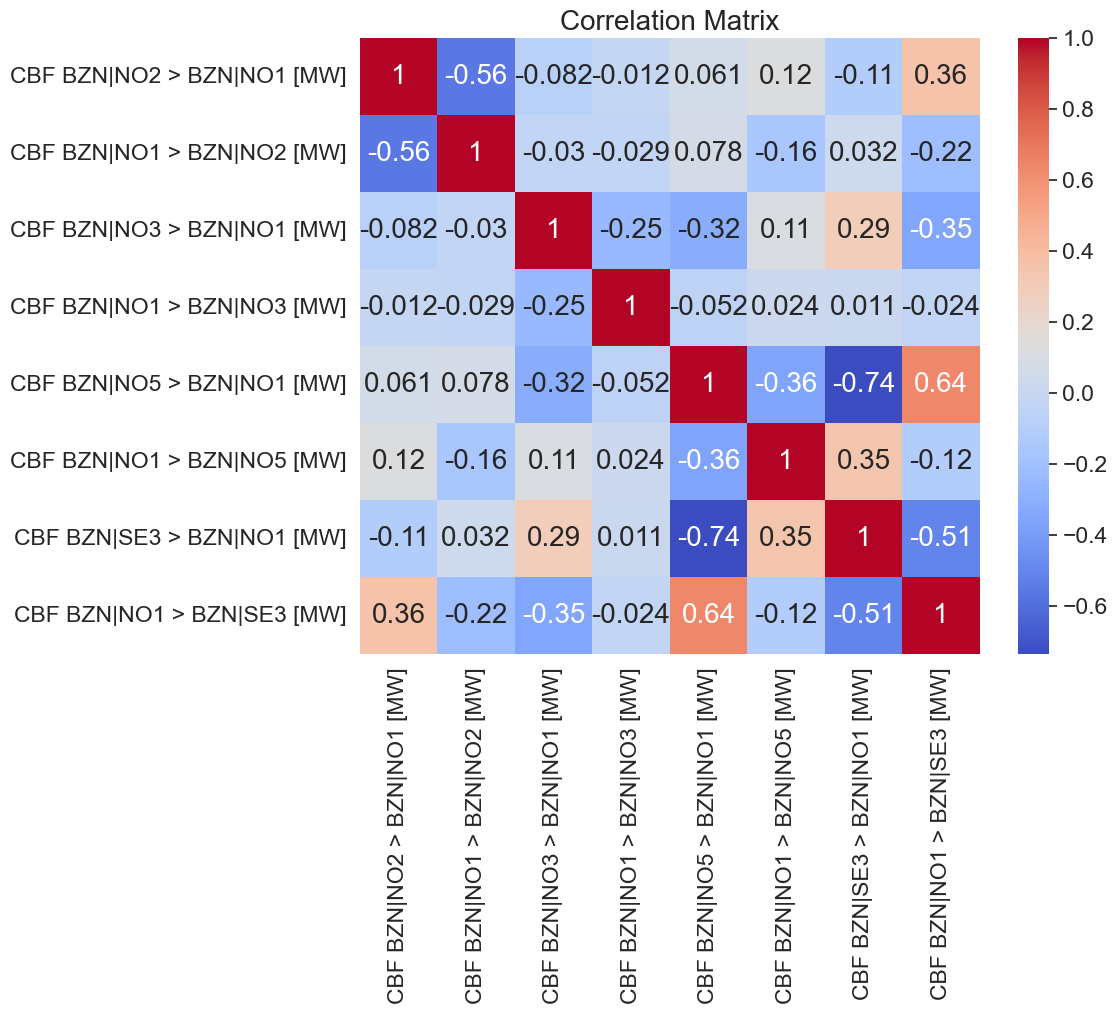 Correlation Matrix
CBF BZN|NO2 > BZN|NO1 [MW] 1 -0.56 -0.082 -0.012 0.061 0.12 -0.11 0.36
CBF BZN|NO1 > BZN|NO2 [MW] -0.56 1 -0.03 -0.029 0.078 -0.16 0.032 -0.22
CBF BZN|NO3 > BZN|NO1 [MW] -0.082 -0.03 1 -0.25 -0.32 0.11 0.29 -0.35
CBF BZN|NO1 > BZN|NO3 [MW] -0.012 -0.029 -0.25 1 -0.052 0.024 0.011 -0.024
CBF BZN|NO5 > BZN|NO1 [MW] 0.061 0.078 -0.32 -0.052 1 -0.36 -0.74 0.64
CBF BZN|NO1 > BZN|NO5 [MW] 0.12 -0.16 0.11 0.024 -0.36 1 0.35 -0.12
CBF BZN|SE3 > BZN|NO1 [MW] -0.11 0.032 0.29 0.011 -0.74 0.35 1 -0.51
CBF BZN|NO1 > BZN|SE3 [MW] 0.36 -0.22 -0.35 -0.024 0.64 -0.12 -0.51 1
CBF BZN|NO2 > BZN|NO1 [MW]
CBF BZN|NO1 > BZN|NO2 [MW]
CBF BZN|NO3 > BZN|NO1 [MW]
CBF BZN|NO1 > BZN|NO3 [MW]
CBF BZN|NO5 > BZN|NO1 [MW]
CBF BZN|NO1 > BZN|NO5 [MW]
CBF BZN|SE3 > BZN|NO1 [MW]
CBF BZN|NO1 > BZN|SE3 [MW]
1.0
0.8
0.6
0.4
0.2
0.0
−0.2
−0.4
−0.6